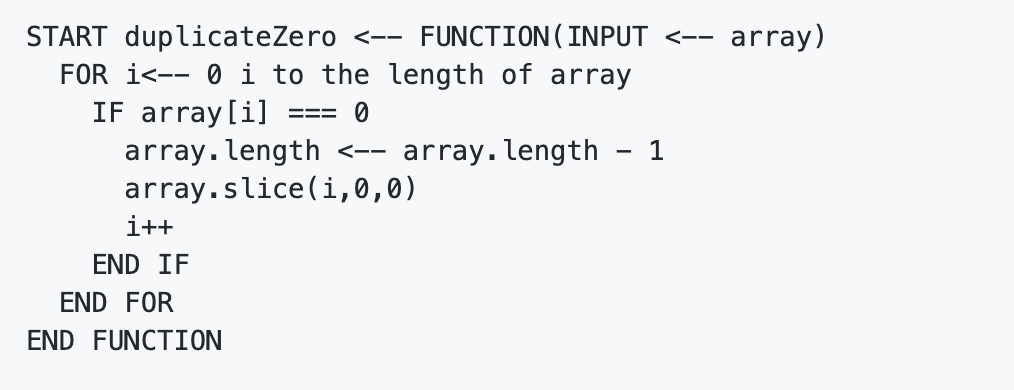 START duplicateZero <-- FUNCTION(INPUT <-- array)
  FOR i<-- 0 i to the length of array
    IF array[i] === 0
      array.length <-- array.length - 1
      array.slice(i,0,0)
      i++
    END IF
  END FOR
END FUNCTION